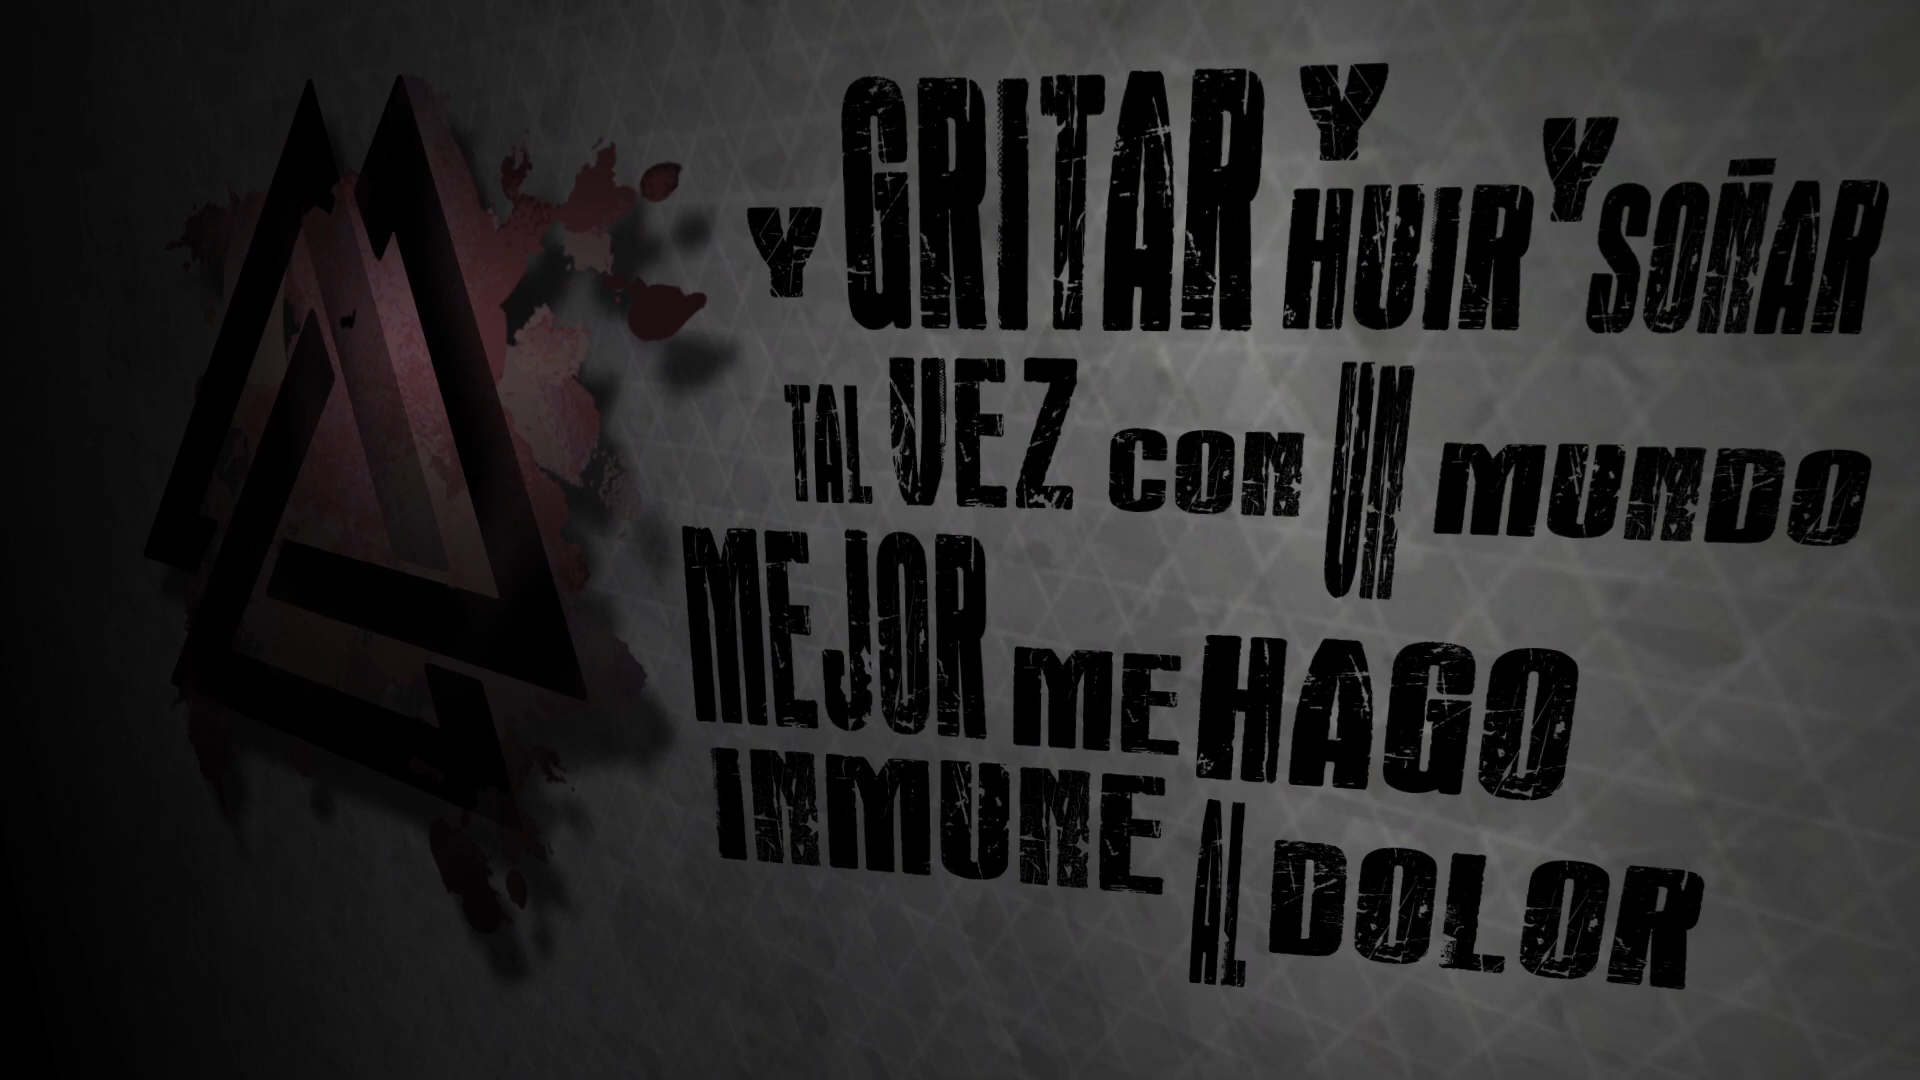 Y GRITAR Y HUIR Y SOÑAR
TAL VEZ CON UN MUNDO
MEJOR ME HAGO
INMUNE AL DOLOR